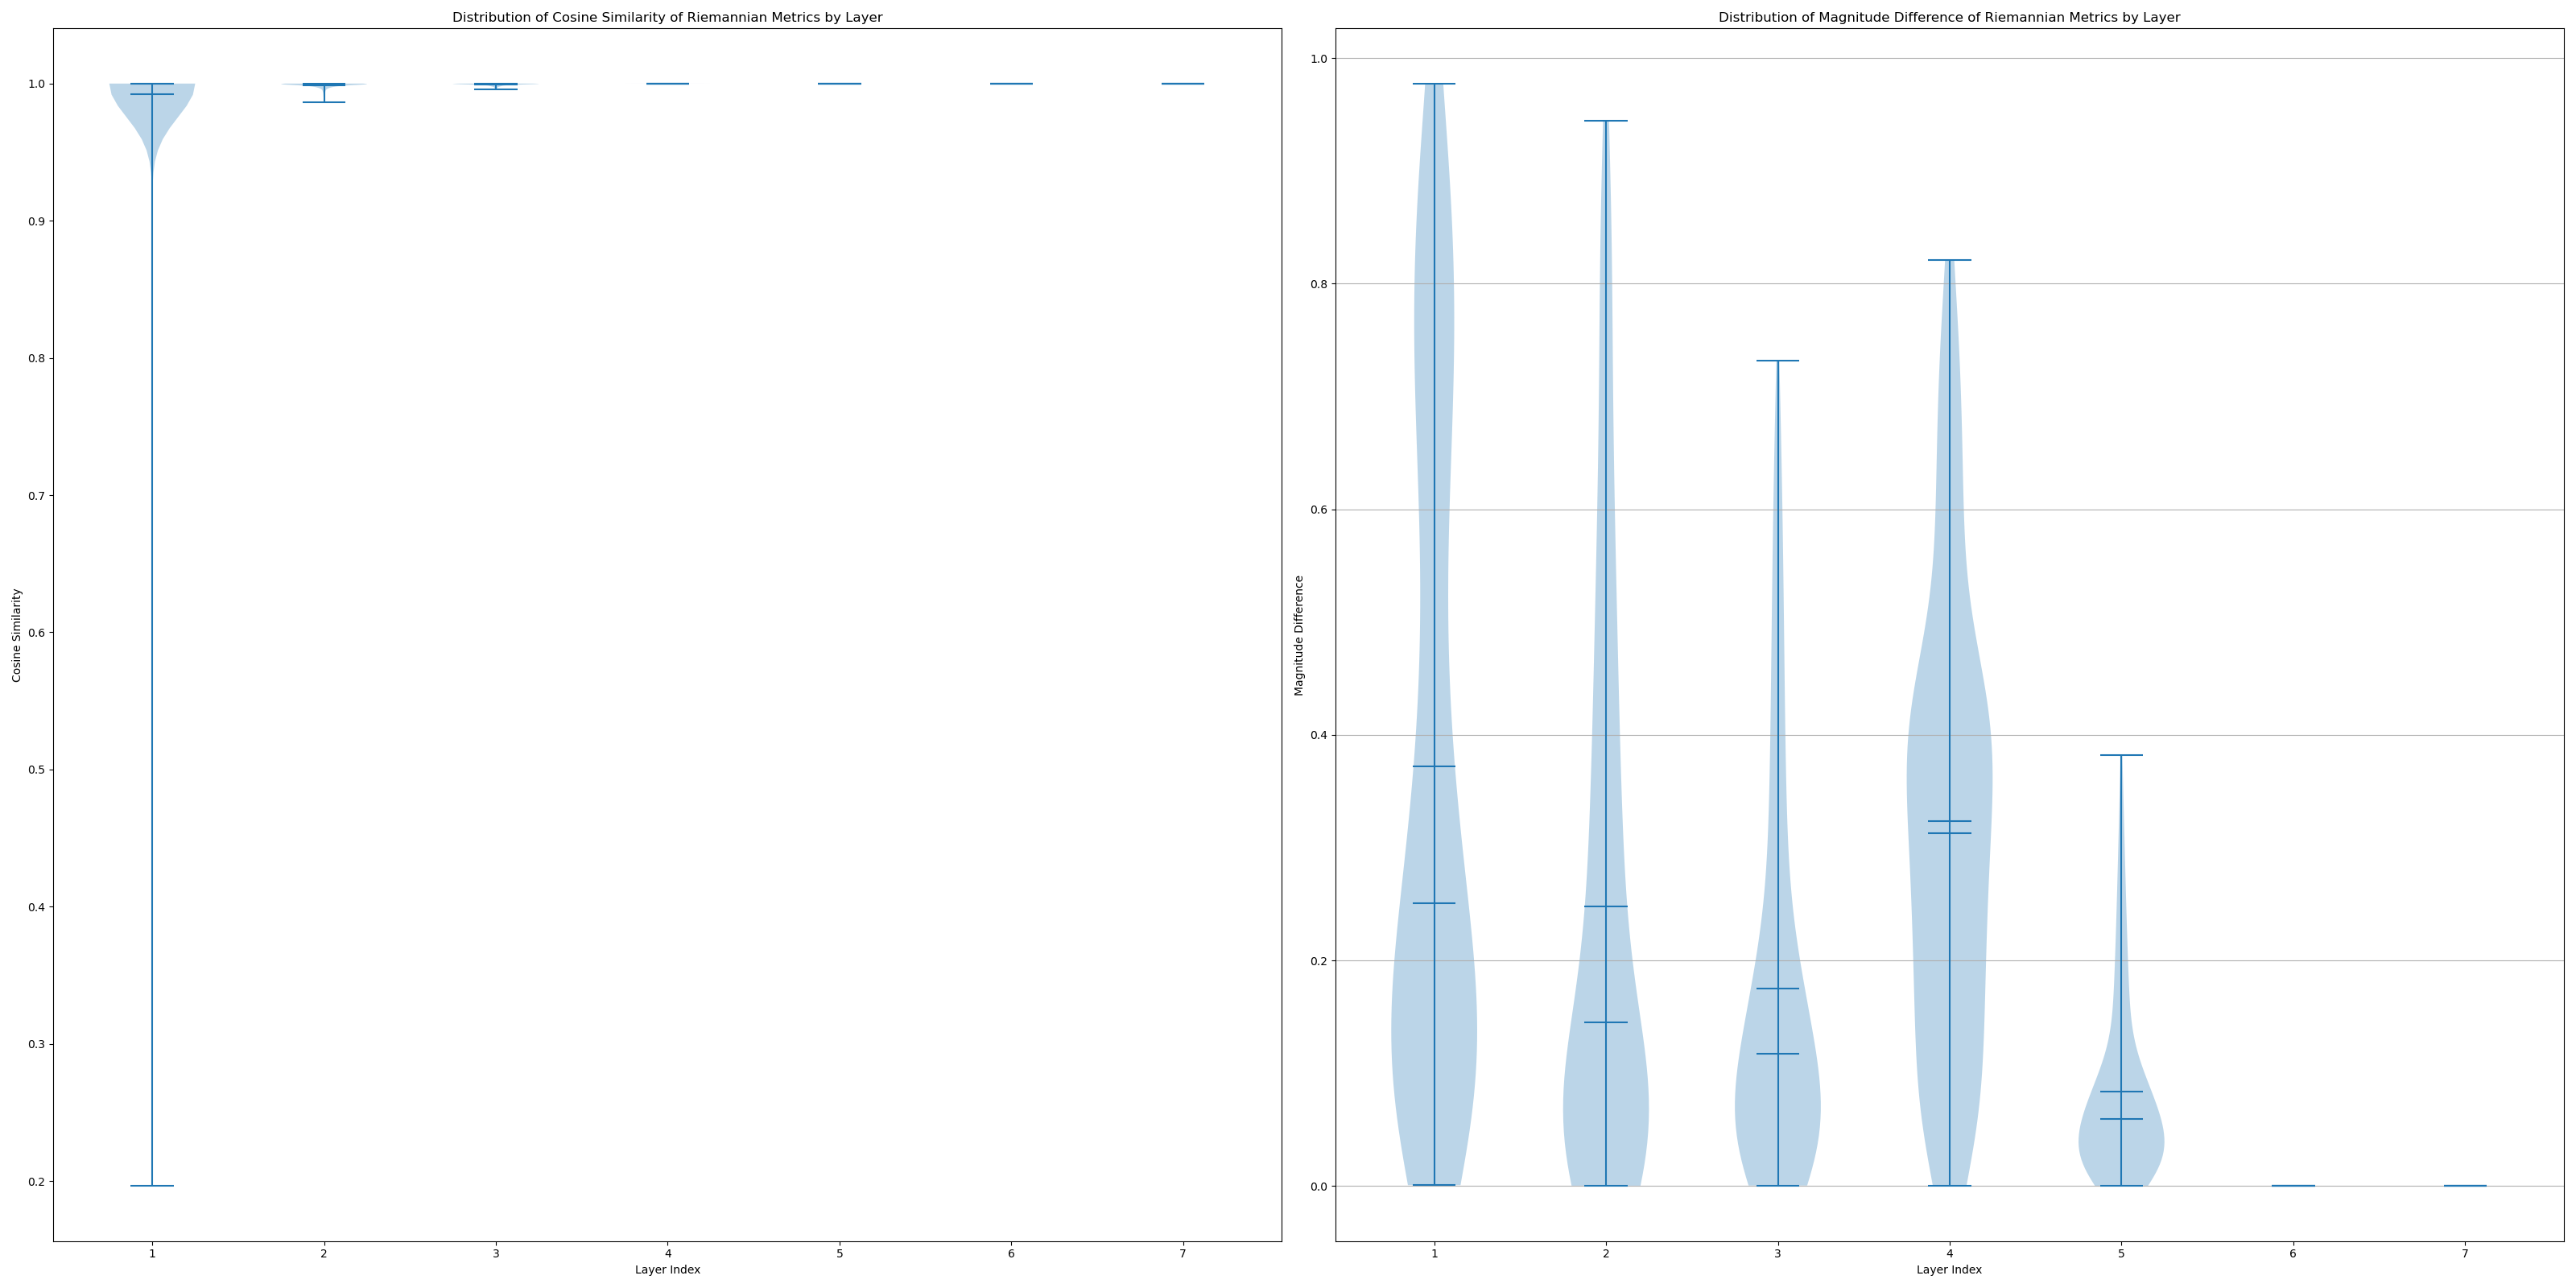 Distribution of Cosine Similarity of Riemannian Metrics by Layer
Cosine Similarity
1.0
0.9
0.8
0.7
0.6
0.5
0.4
0.3
0.2
1 2 3 4 5 6 7
Layer Index
Distribution of Magnitude Difference of Riemannian Metrics by Layer
Magnitude Difference
1.0
0.8
0.6
0.4
0.2
0.0
1 2 3 4 5 6 7
Layer Index